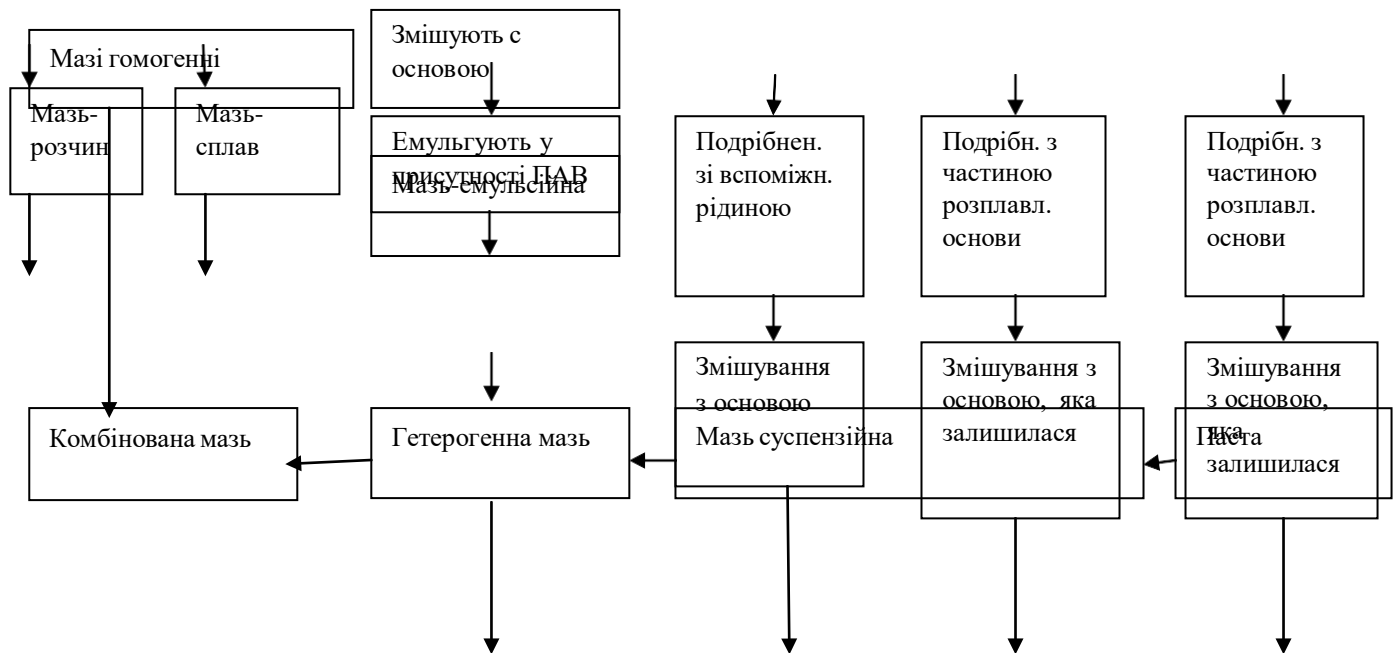 Мазі гомогенні
Мазь-
розчин
Мазь-
сплав
Змішують с
основою
Емульгують у
присутності ПАВ
Мазь-емульсійна
Подрібнен.
зі вспоміжн.
рідиною
Подрібн. з
частиною
розплавл.
основи
Подрібн. з
частиною
розплавл.
основи
Змішування
з основою
Змішування з
основою, яка
залишилася
Змішування
з основою,
яка
залишилася
Комбінована мазь
Гетерогенна мазь
Мазь суспензійна
Паста